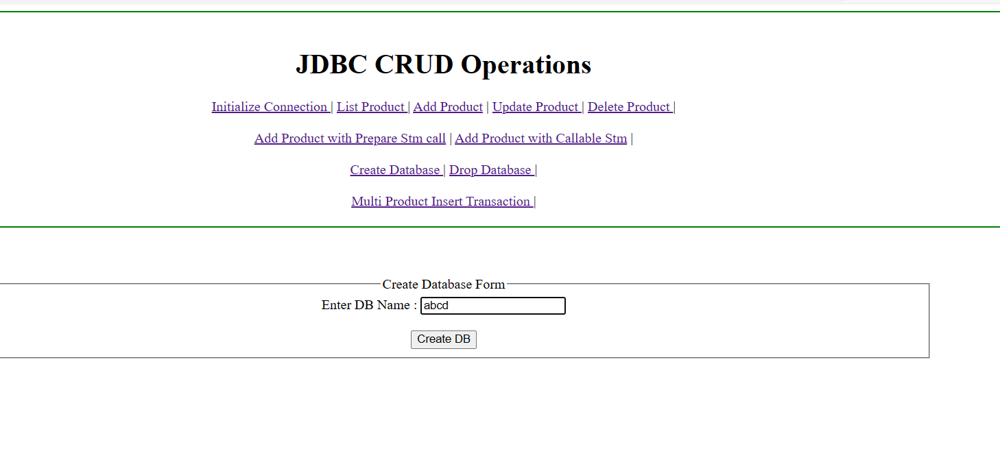 JDBC CRUD Operations
Initialize Connection | List Product | Add Product | Update Product | Delete Product |
Add Product with Prepare Stm call | Add Product with Callable Stm |
Create Database | Drop Database |
Multi Product Insert Transaction |
Create Database Form
Enter DB Name : abcd
Create DB